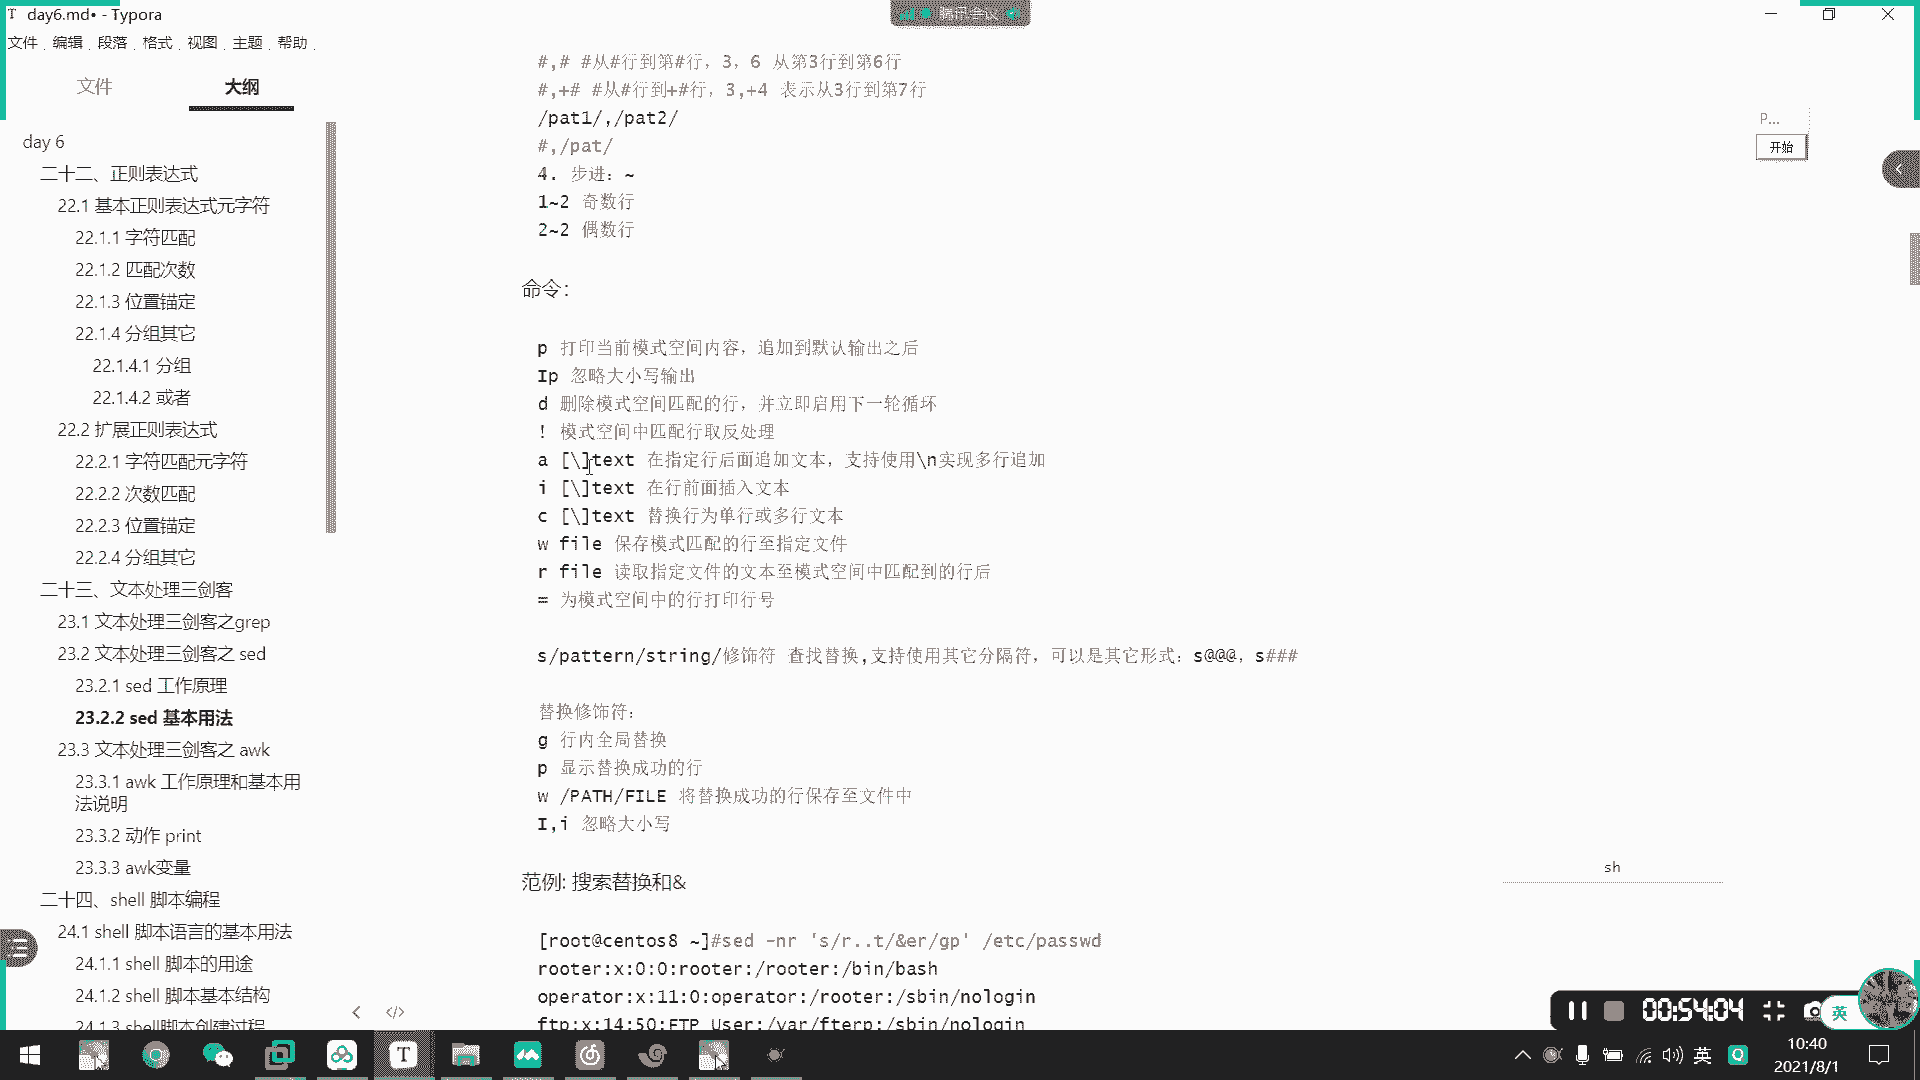 day6.md• - Typora
腾讯会议
文件 编辑 段落 格式 视图 主题 帮助
文件
大纲
day 6
二十二、正则表达式
22.1 基本正则表达式元字符
22.1.1 字符匹配
22.1.2 匹配次数
22.1.3 位置锚定
22.1.4 分组其它
22.1.4.1 分组
22.1.4.2 或者
22.2 扩展正则表达式
22.2.1 字符匹配元字符
22.2.2 次数匹配
22.2.3 位置锚定
22.2.4 分组其它
二十三、文本处理三剑客
23.1 文本处理三剑客之grep
23.2 文本处理三剑客之 sed
23.2.1 sed 工作原理
23.2.2 sed 基本用法
23.3 文本处理三剑客之 awk
23.3.1 awk 工作原理和基本用
法说明
23.3.2 动作 print
23.3.3 awk变量
二十四、shell 脚本编程
24.1 shell 脚本语言的基本用法
24.1.1 shell 脚本的用途
24.1.2 shell 脚本基本结构
24.1.3 shell脚本创建过程
#,# #从#行到第#行，3，6 从第3行到第6行
#,+# #从#行到+#行，3,+4 表示从3行到第7行
/pat1/,/pat2/
#,/pat/
4. 步进：~
1~2 奇数行
2~2 偶数行
命令：
p 打印当前模式空间内容，追加到默认输出之后
Ip 忽略大小写输出
d 删除模式空间匹配的行，并立即启用下一轮循环
! 模式空间中匹配行取反处理
a [\]text 在指定行后面追加文本，支持使用\n实现多行追加
i [\]text 在行前面插入文本
c [\]text 替换行为单行或多行文本
w file 保存模式匹配的行至指定文件
r file 读取指定文件的文本至模式空间中匹配到的行后
= 为模式空间中的行打印行号
s/pattern/string/修饰符 查找替换,支持使用其它分隔符，可以是其它形式：s@@@，s###
替换修饰符：
g 行内全局替换
p 显示替换成功的行
w /PATH/FILE 将替换成功的行保存至文件中
I,i 忽略大小写
范例: 搜索替换和&
[root@centos8 ~]#sed -nr 's/r..t/&er/gp' /etc/passwd
rooter:x:0:0:rooter:/rooter:/bin/bash
operator:x:11:0:operator:/rooter:/sbin/nologin
ftp:x:14:50:FTP User:/var/fterp:/sbin/nologin
P...
开始
sh
00:54:04
英
英
10:40
2021/8/1